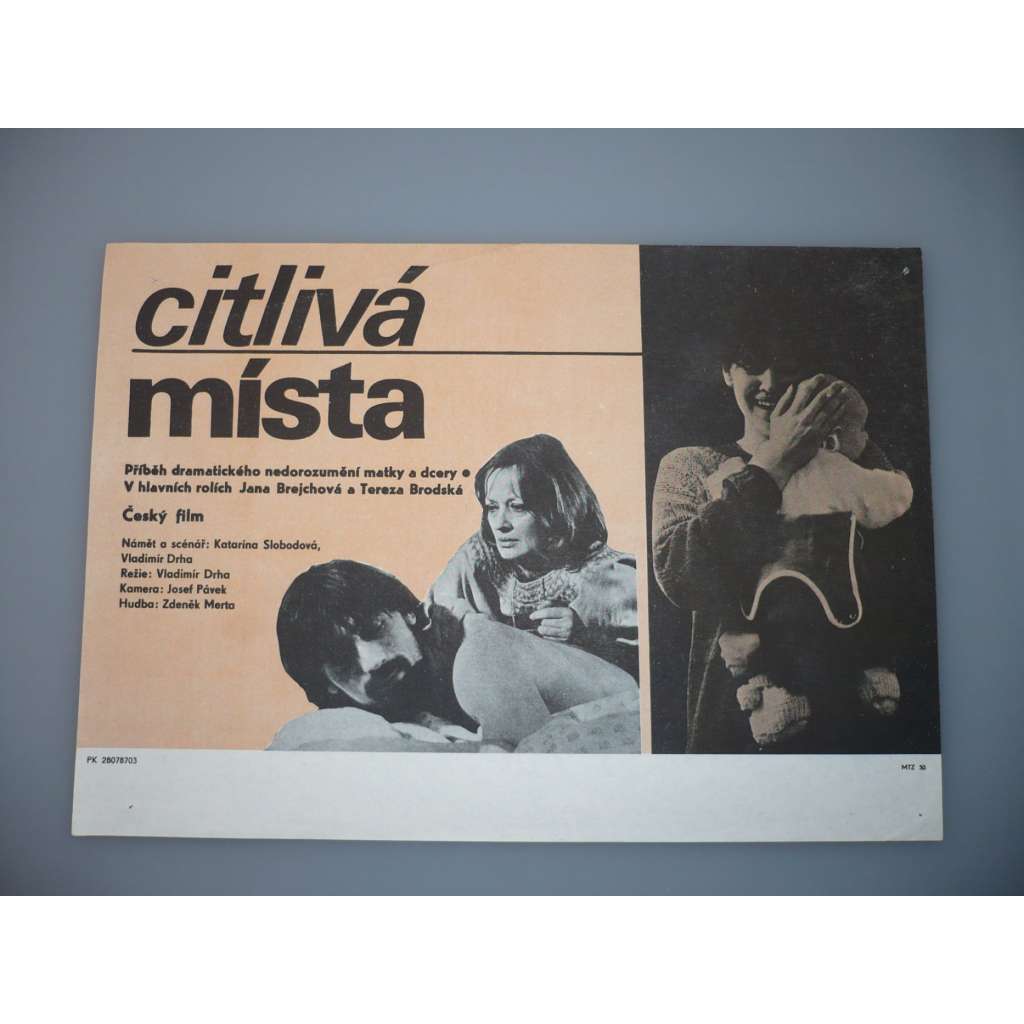 citlivá
místa
Příběh dramatického nedorozumění matky a dcery ●
V hlavních rolích Jana Brejchová a Tereza Brodská
Český film
Námět a scénář: Katarína Slobodová,
Vladimír Drha
Režie: Vladimír Drha
Kamera: Josef Pávek
Hudba: Zdeněk Merta
PK 28078703
MTZ 50